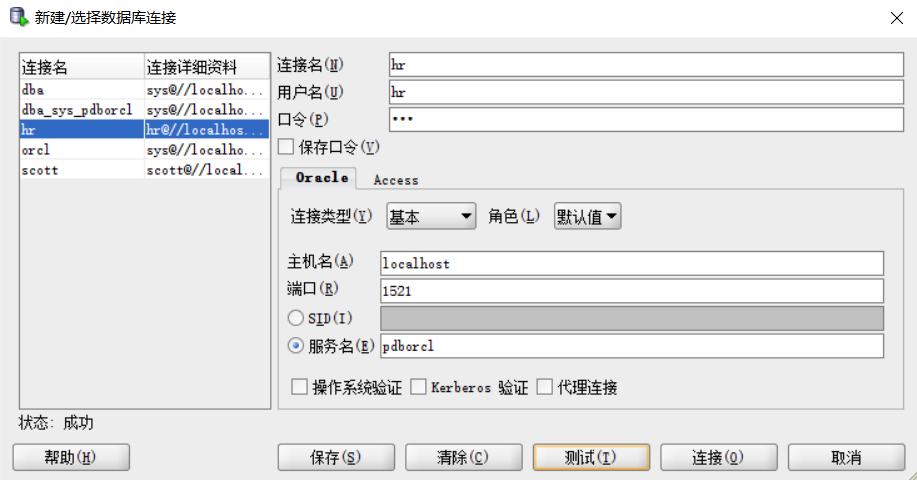 新建/选择数据库连接
连接名 连接详细资料
dba sys@//localho...
dba_sys_pdborcl sys@//localho...
hr hr@//localhos...
orcl sys@//localho...
scott scott@//local...
连接名(N) hr
用户名(U) hr
口令(P) •••
保存口令(V)
Oracle Access
连接类型(Y) 基本 角色(L) 默认值
主机名(A) localhost
端口(R) 1521
SID(I)
服务名(E) pdborcl
操作系统验证 Kerberos 验证 代理连接
状态: 成功
帮助(H) 保存(S) 清除(C) 测试(T) 连接(O) 取消